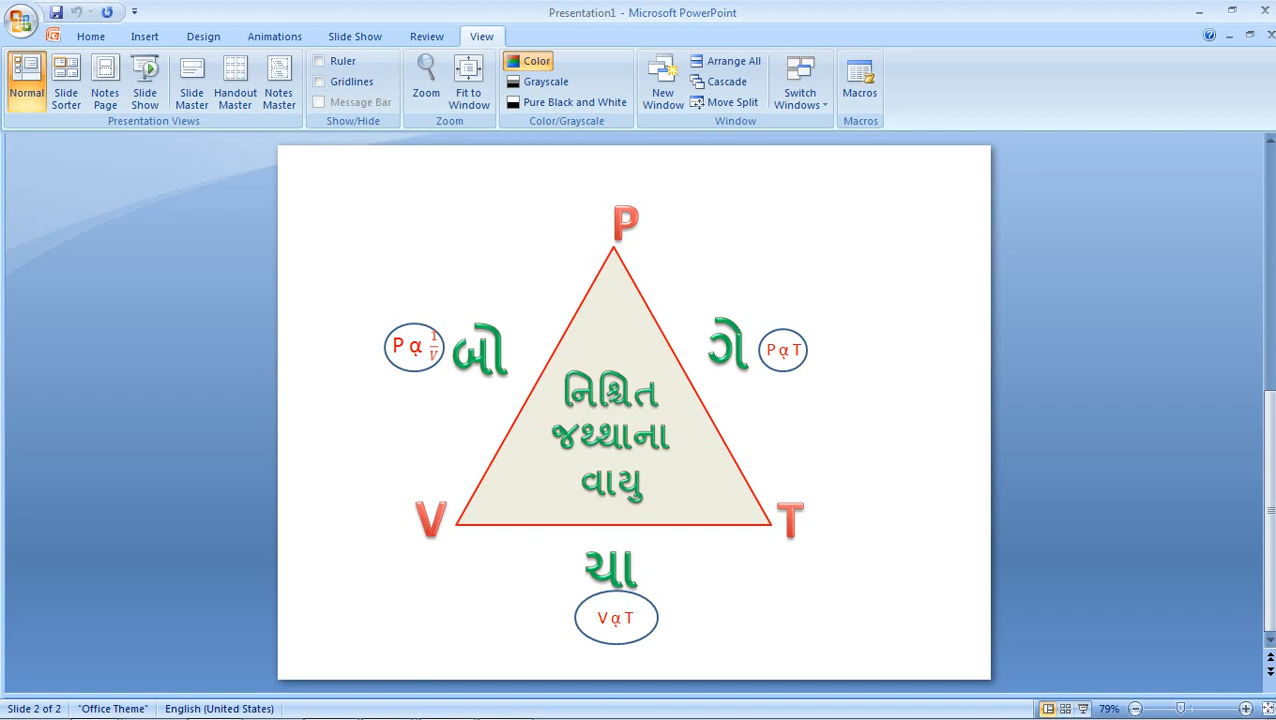 Presentation1 - Microsoft PowerPoint
Home Insert Design Animations Slide Show Review View
Normal Slide Sorter Notes Page Slide Show Slide Master Handout Master Notes Master
Presentation Views
Ruler
Gridlines
Message Bar
Show/Hide
Zoom Fit to Window
Zoom
Color
Grayscale
Pure Black and White
Color/Grayscale
New Window
Arrange All
Cascade
Move Split
Switch Windows
Window
Macros
Macros
P
P α 1/V બો
ગે P α T
નિશ્ચિત
જથ્થાના
વાયુ
V
T
ચા
V α T
Slide 2 of 2 "Office Theme" English (United States) 79%